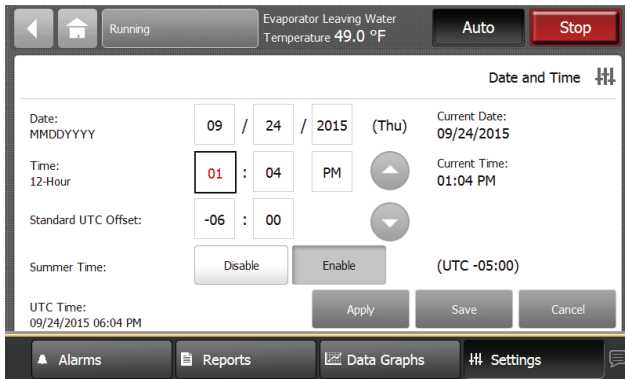 Running
Evaporator Leaving Water
Temperature 49.0 °F
Auto
Stop
Date and Time
Date:
MMDDYYYY
09 / 24 / 2015 (Thu)
Current Date:
09/24/2015
Time:
12-Hour
01 : 04 PM
Current Time:
01:04 PM
Standard UTC Offset:
-06 : 00
Summer Time:
Disable
Enable
(UTC -05:00)
UTC Time:
09/24/2015 06:04 PM
Apply
Save
Cancel
Alarms
Reports
Data Graphs
Settings